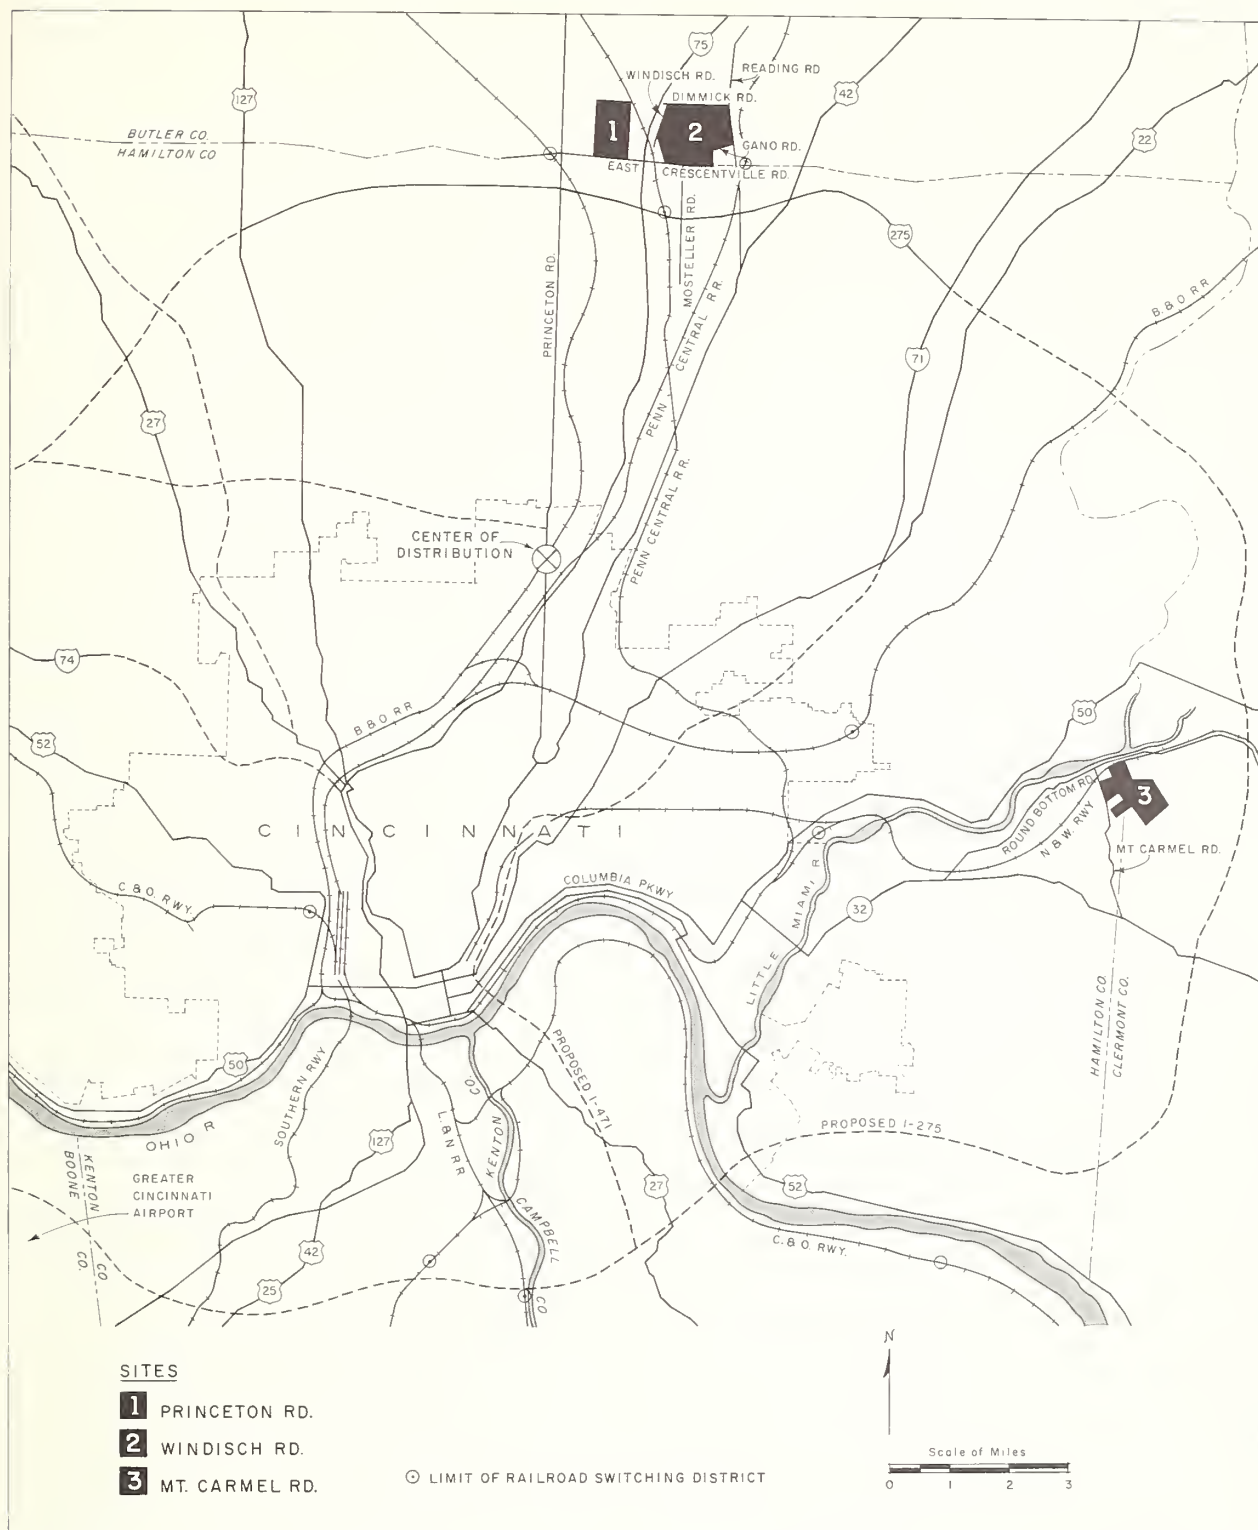 75
READING RD
WINDISCH RD.
127
42
DIMMICK RD.
1
2
22
BUTLER CO.
HAMILTON CO
GANO RD.
EAST
CRESCENTVILLE RD.
MOSTELLER RD.
275
PRINCETON RD.
B. & O RR
PENN CENTRAL RR.
71
27
PENN CENTRAL RR.
CENTER OF
DISTRIBUTION
74
B & O RR
50
52
ROUND BOTTOM RD.
3
N & W. RWY
CINCINNATI
MT CARMEL RD.
C. & O. RWY.
COLUMBIA PKWY
LITTLE MIAMI R
32
HAMILTON CO.
CLERMONT CO.
50
PROPOSED I-471
SOUTHERN RWY
OHIO R
127
L. & N RR
KENTON CO
PROPOSED I-275
KENTON CO
BOONE CO.
GREATER
CINCINNATI
AIRPORT
27
52
CAMPBELL CO
C. & O. RWY.
42
25
N
SITES
1 PRINCETON RD.
2 WINDISCH RD.
3 MT. CARMEL RD.
LIMIT OF RAILROAD SWITCHING DISTRICT
Scale of Miles
0 1 2 3